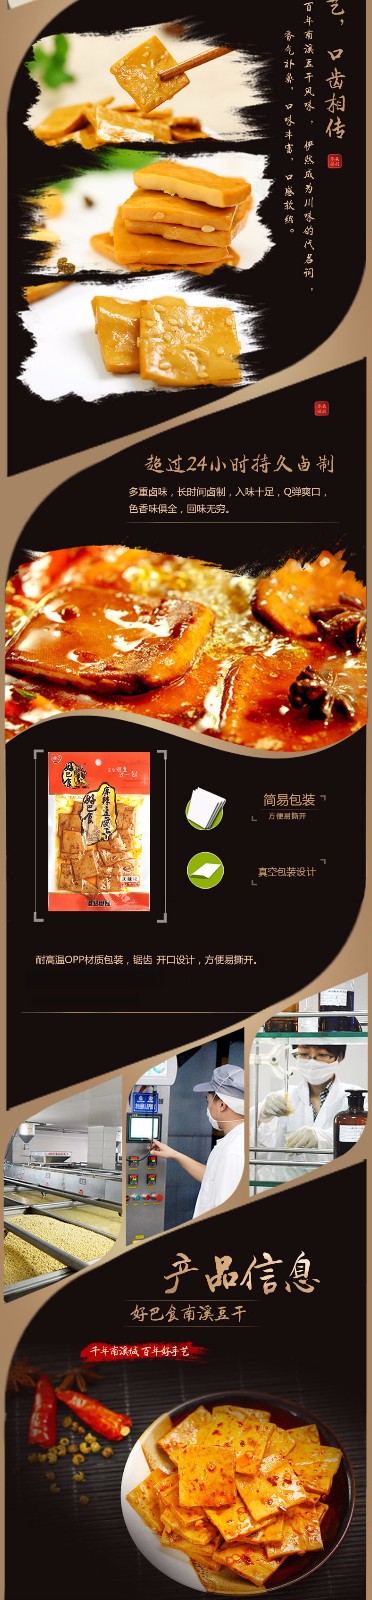 艺，口齿相传
百年南溪豆干风味，俨然成为川味的代名词，
香气扑鼻，口味丰富，口感软绵。
超过24小时持久卤制
多重卤味，长时间卤制，入味十足，Q弹爽口，
色香味俱全，回味无穷。
好巴食
麻辣豆腐干
好巴食
简易包装
方便易撕开
真空包装设计
耐高温OPP材质包装，锯齿 开口设计，方便易撕开。
产品信息
好巴食南溪豆干
千年南溪城 百年好手艺